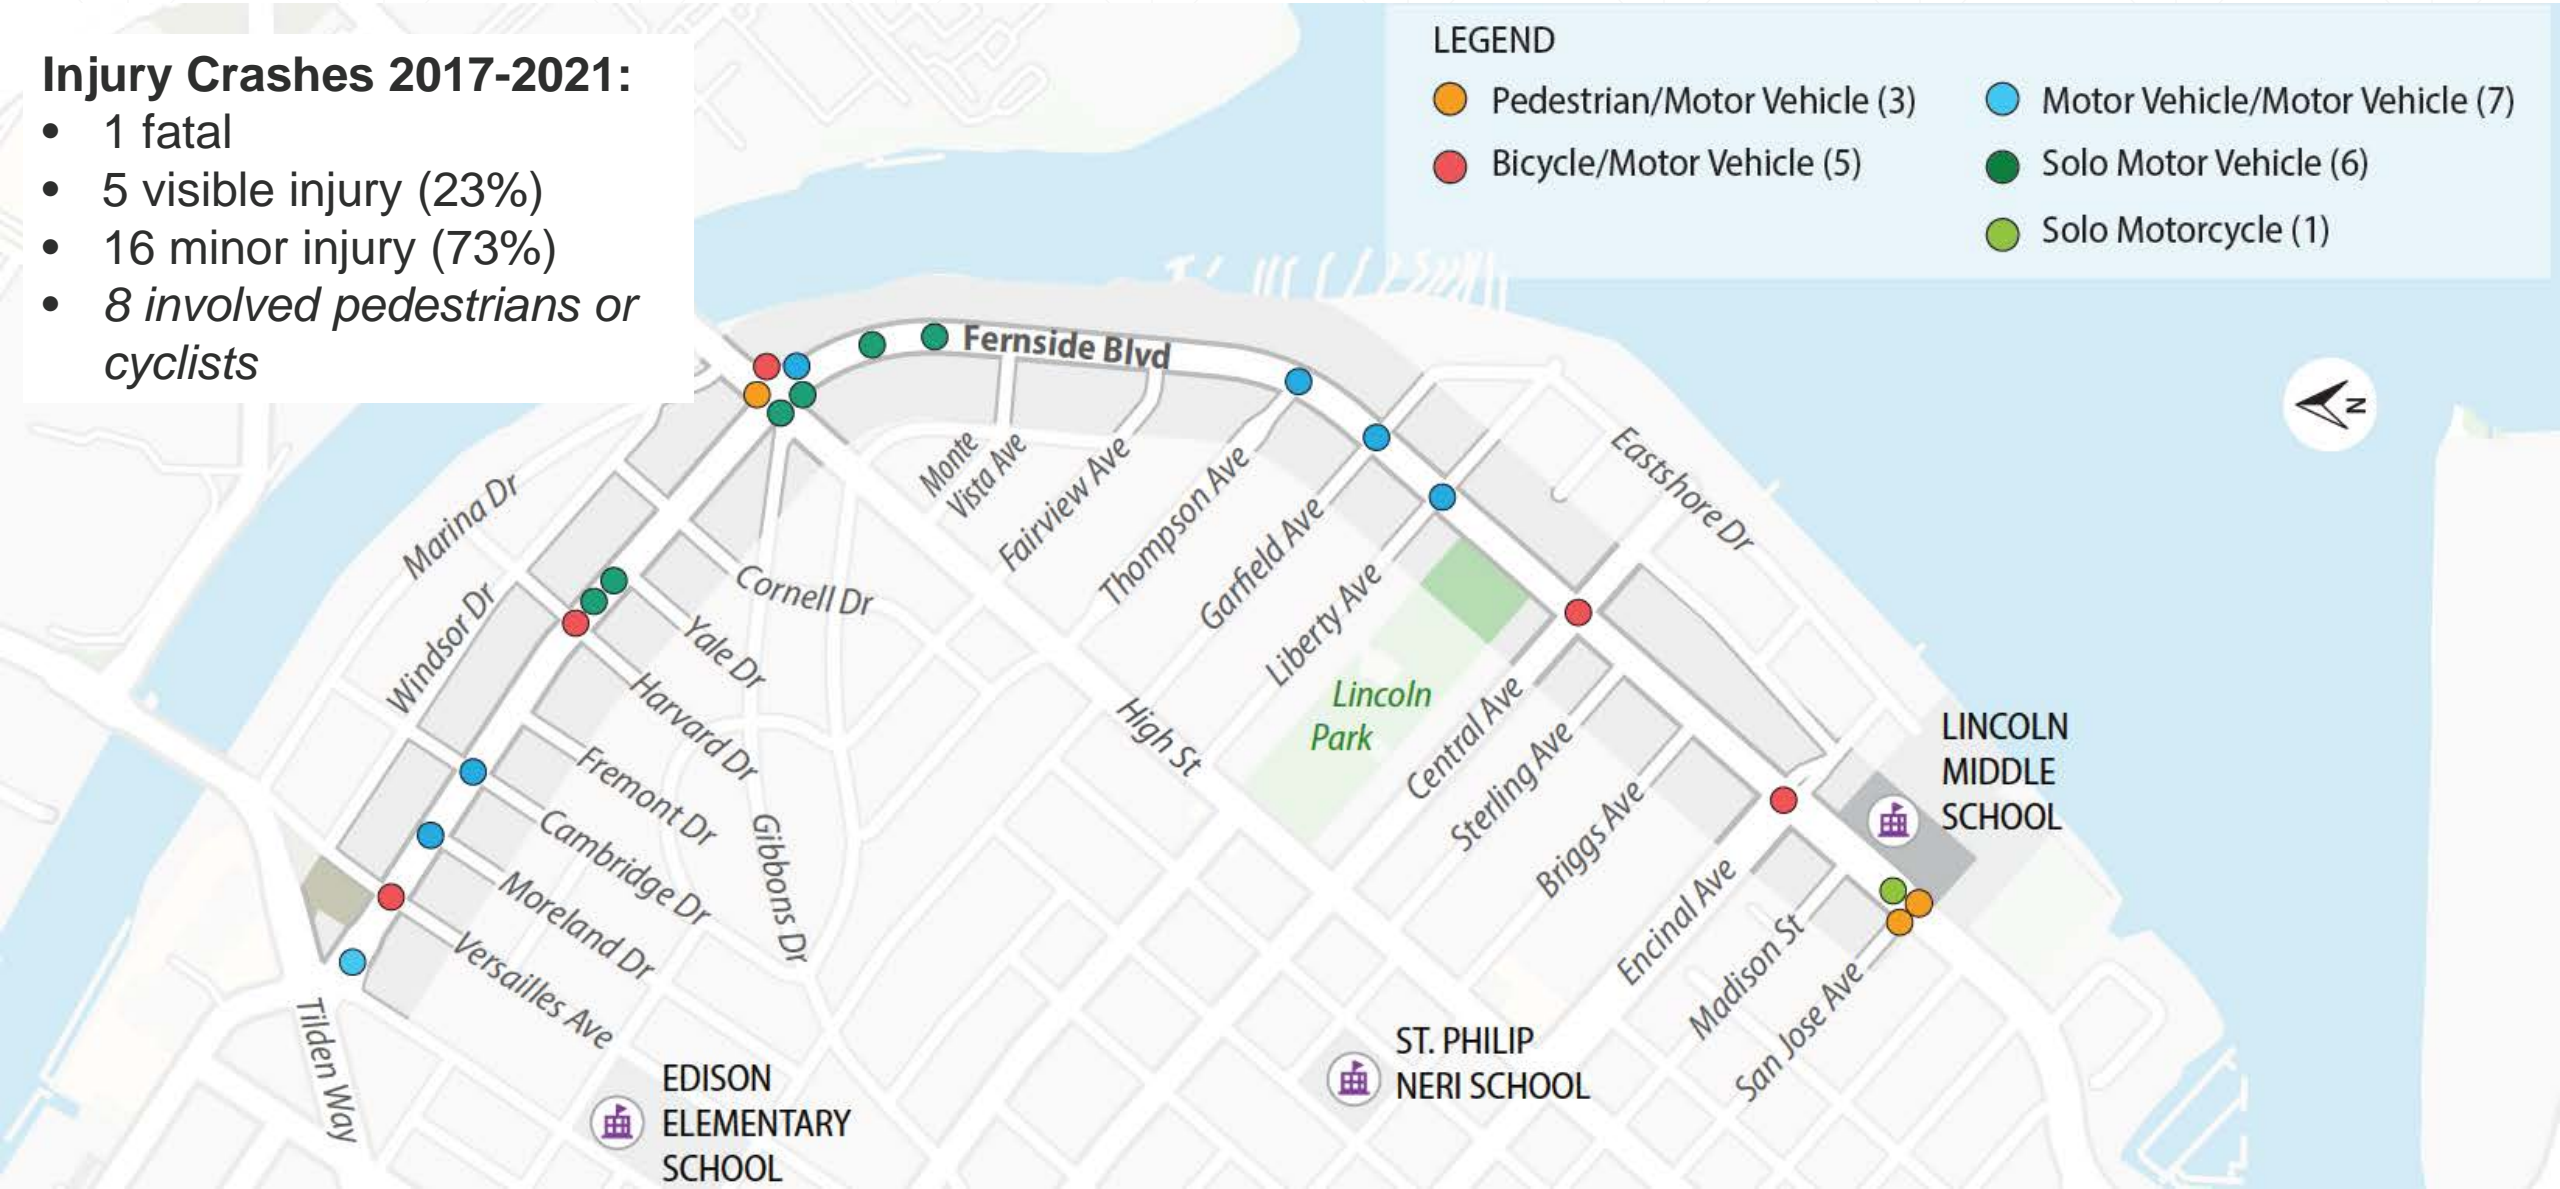 Injury Crashes 2017-2021:
• 1 fatal
• 5 visible injury (23%)
• 16 minor injury (73%)
• 8 involved pedestrians or
cyclists
LEGEND
Pedestrian/Motor Vehicle (3)
Bicycle/Motor Vehicle (5)
Motor Vehicle/Motor Vehicle (7)
Solo Motor Vehicle (6)
Solo Motorcycle (1)
N
Fernside Blvd
Monte
Vista Ave
Fairview Ave
Thompson Ave
Garfield Ave
Liberty Ave
Eastshore Dr
Marina Dr
Windsor Dr
Cornell Dr
Yale Dr
Harvard Dr
Fremont Dr
Cambridge Dr
Moreland Dr
Versailles Ave
Gibbons Dr
High St
Lincoln
Park
Central Ave
Sterling Ave
Briggs Ave
Encinal Ave
Madison St
San Jose Ave
Tilden Way
LINCOLN
MIDDLE
SCHOOL
ST. PHILIP
NERI SCHOOL
EDISON
ELEMENTARY
SCHOOL